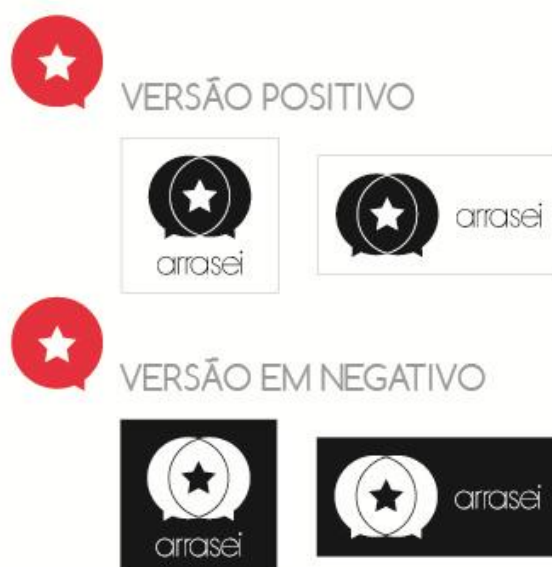 VERSÃO POSITIVO
arrasei
arrasei
VERSÃO EM NEGATIVO
arrasei
arrasei